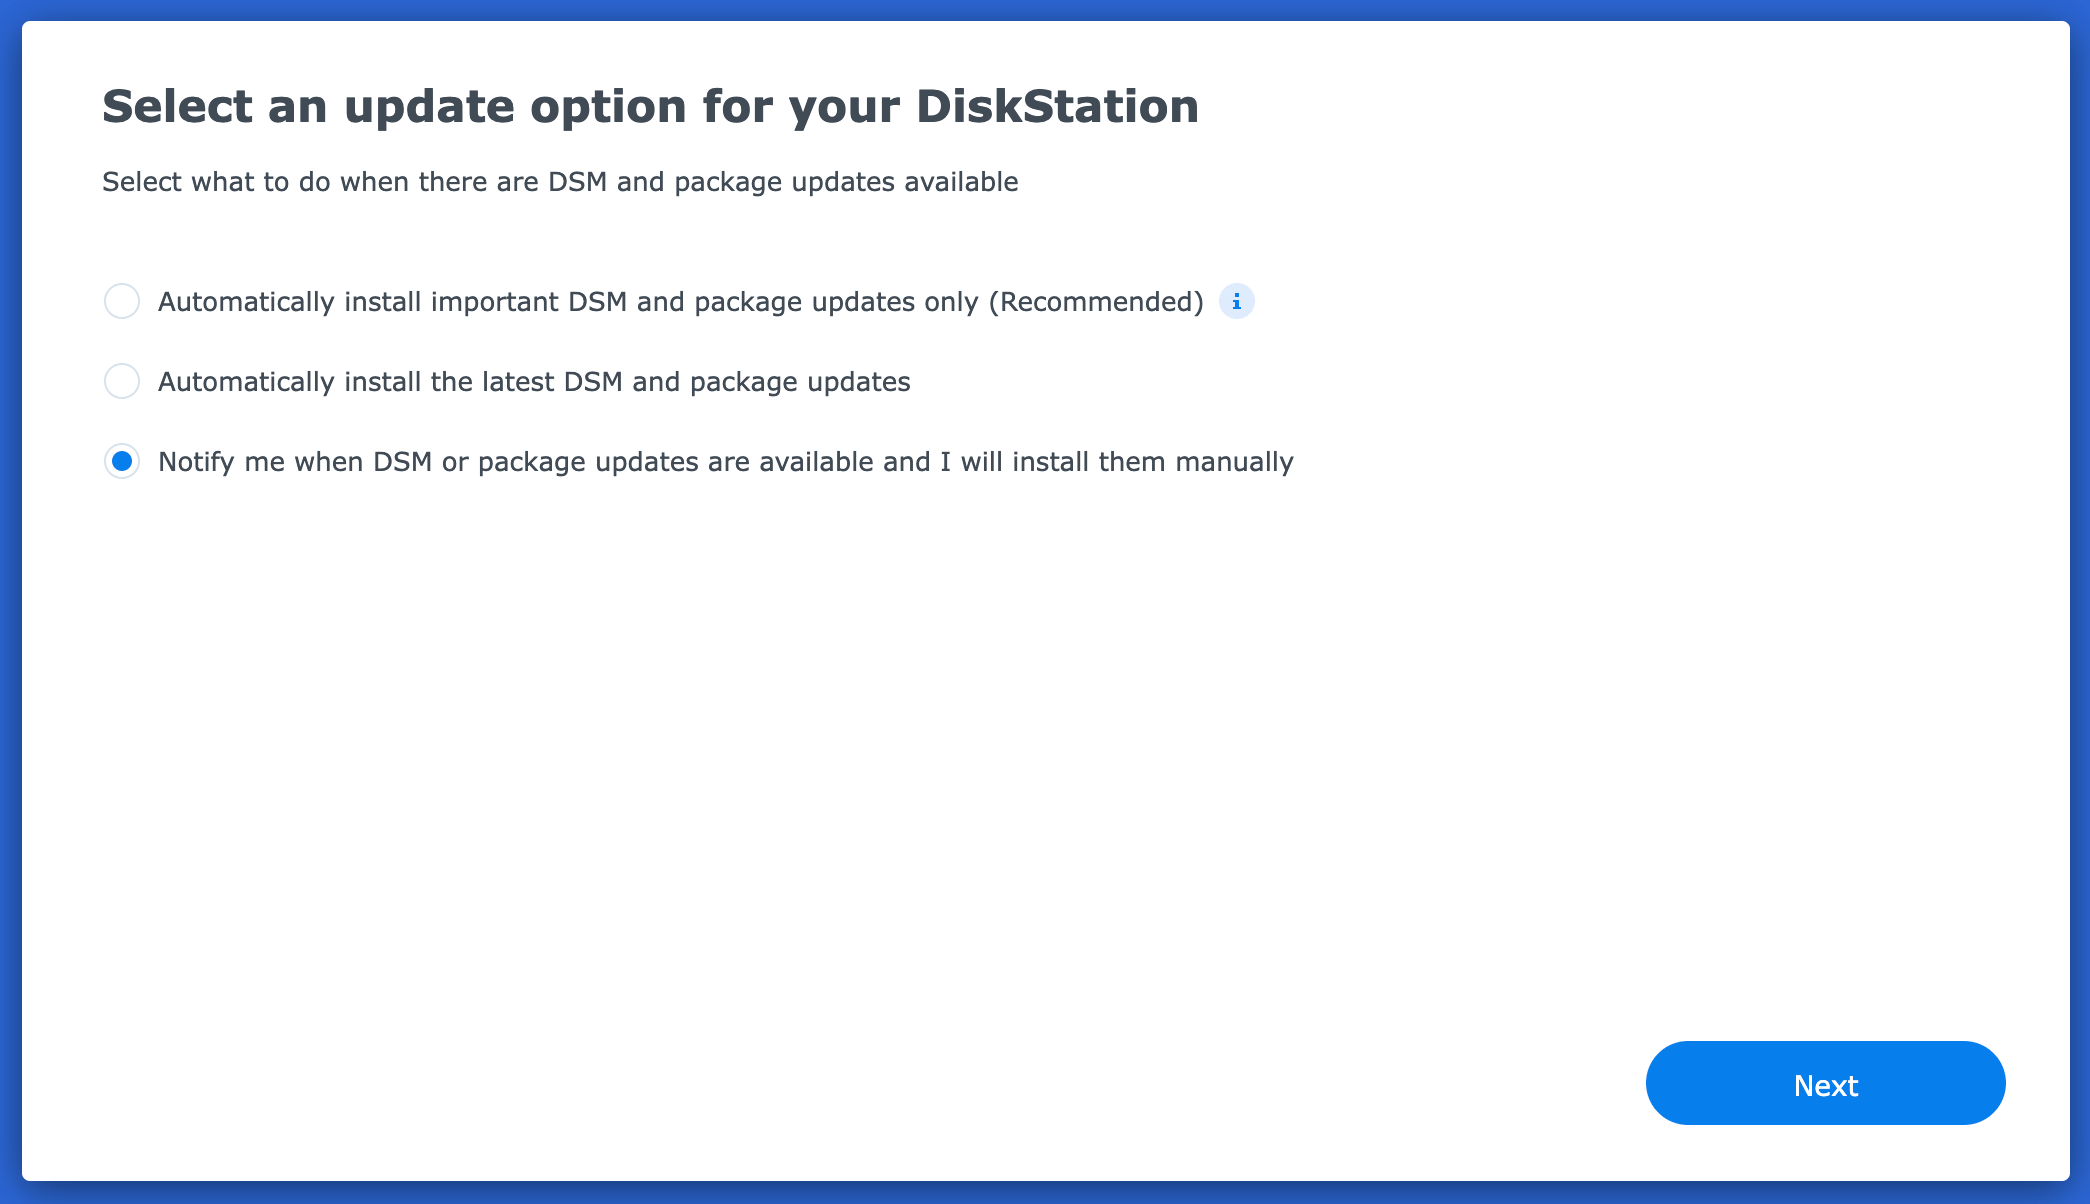 Select an update option for your DiskStation
Select what to do when there are DSM and package updates available
Automatically install important DSM and package updates only (Recommended) i
Automatically install the latest DSM and package updates
Notify me when DSM or package updates are available and I will install them manually
Next